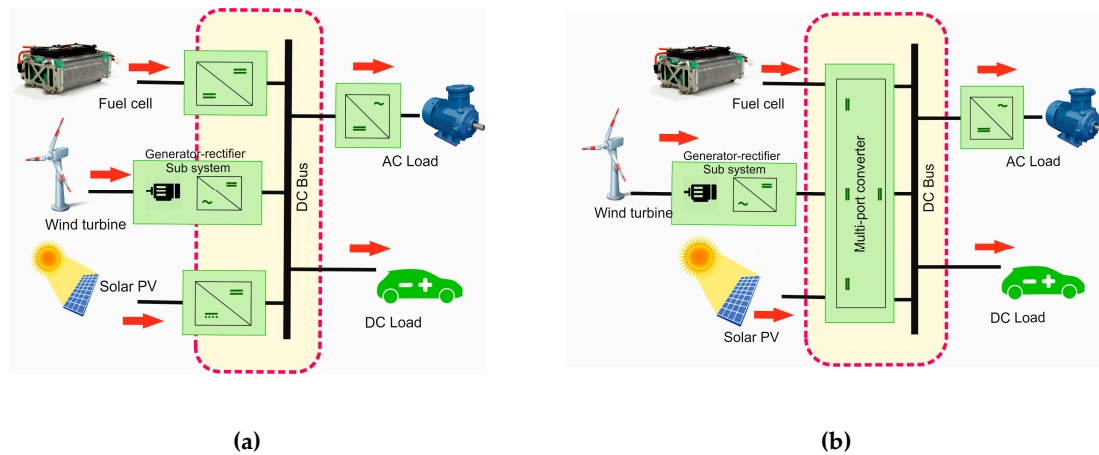 Fuel cell
Generator-rectifier
Sub system
Wind turbine
Solar PV
DC Bus
AC Load
DC Load
(a)
Fuel cell
Generator-rectifier
Sub system
Wind turbine
Solar PV
Multi-port converter
DC Bus
AC Load
DC Load
(b)